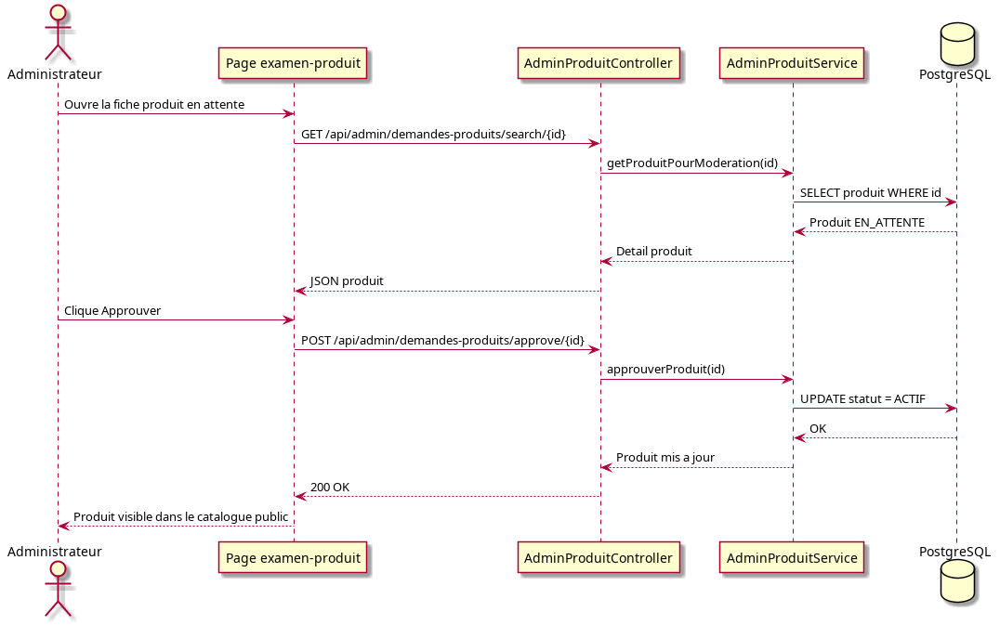 Administrateur
Page examen-produit
AdminProduitController
AdminProduitService
PostgreSQL
Ouvre la fiche produit en attente
GET /api/admin/demandes-produits/search/{id}
getProduitPourModeration(id)
SELECT produit WHERE id
Produit EN_ATTENTE
Detail produit
JSON produit
Clique Approuver
POST /api/admin/demandes-produits/approve/{id}
approuverProduit(id)
UPDATE statut = ACTIF
OK
Produit mis a jour
200 OK
Produit visible dans le catalogue public
Administrateur
Page examen-produit
AdminProduitController
AdminProduitService
PostgreSQL